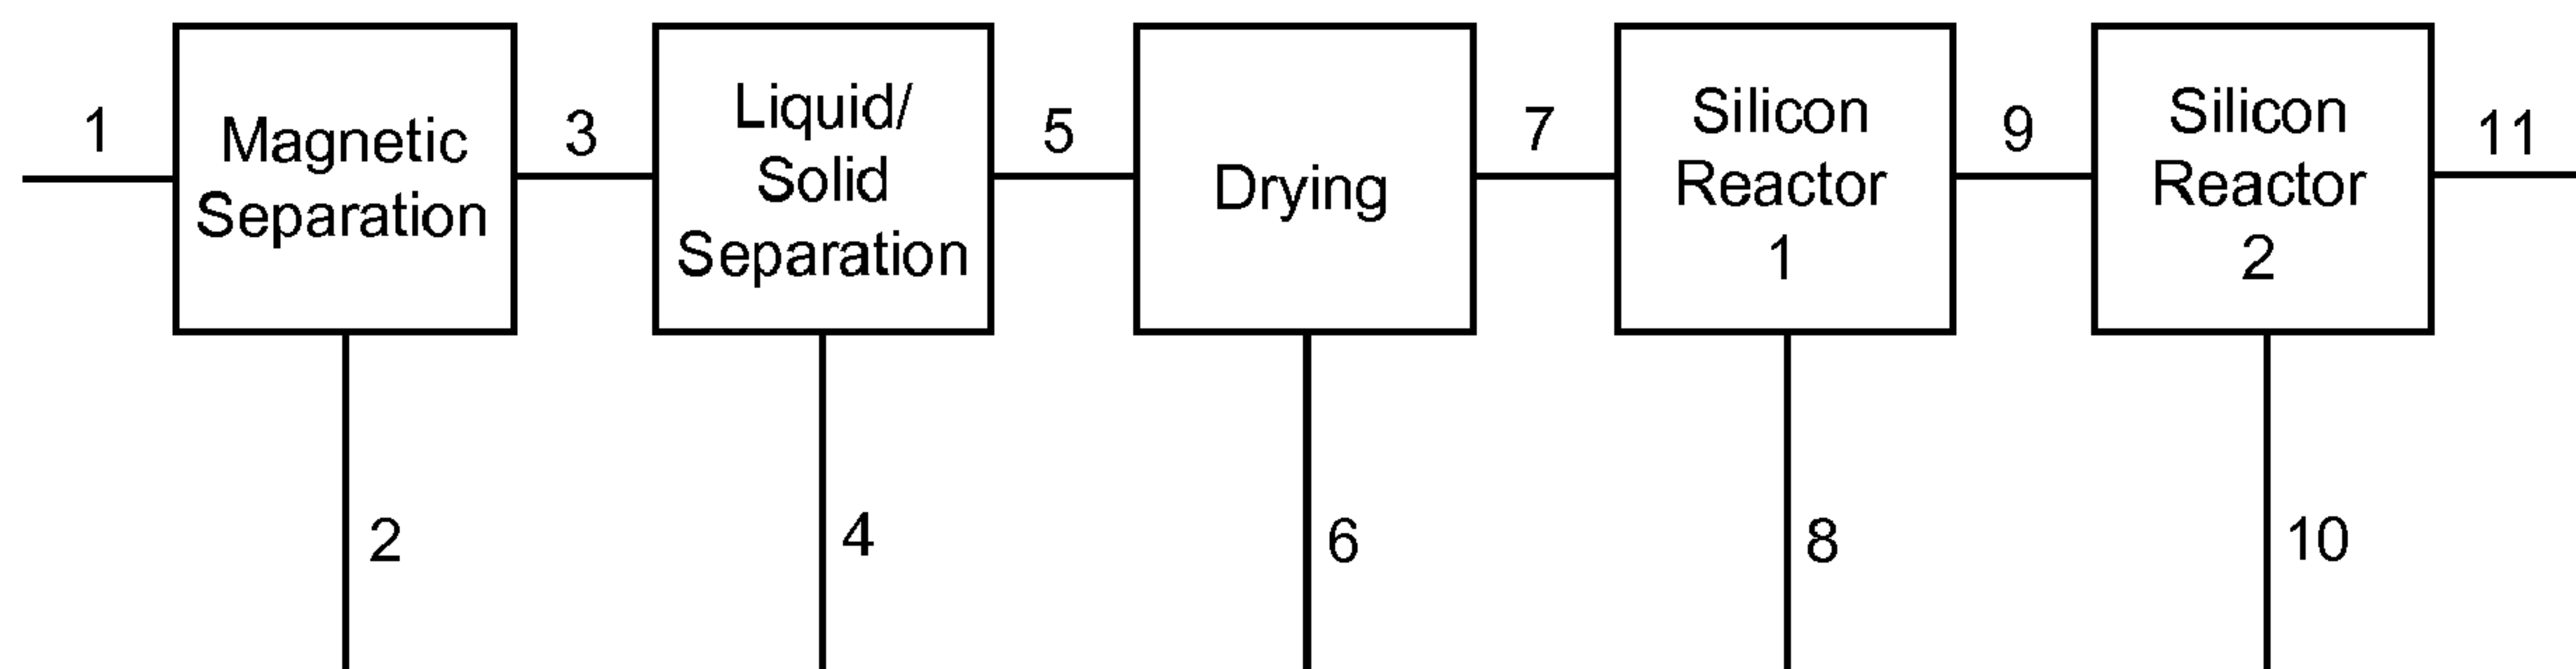 1
Magnetic
Separation
3
Liquid/
Solid
Separation
5
Drying
7
Silicon
Reactor
1
9
Silicon
Reactor
2
11
2
4
6
8
10